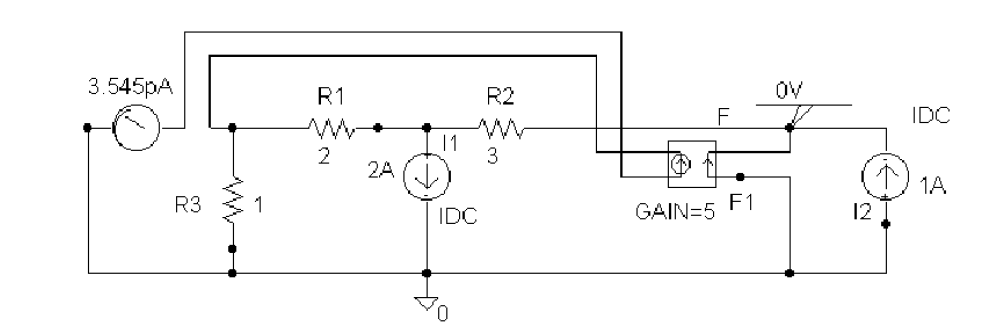 3.545pA
R1
R2
0V
F
IDC
2
I1
3
2A
R3
1
1A
IDC
GAIN=5
F1
I2
0